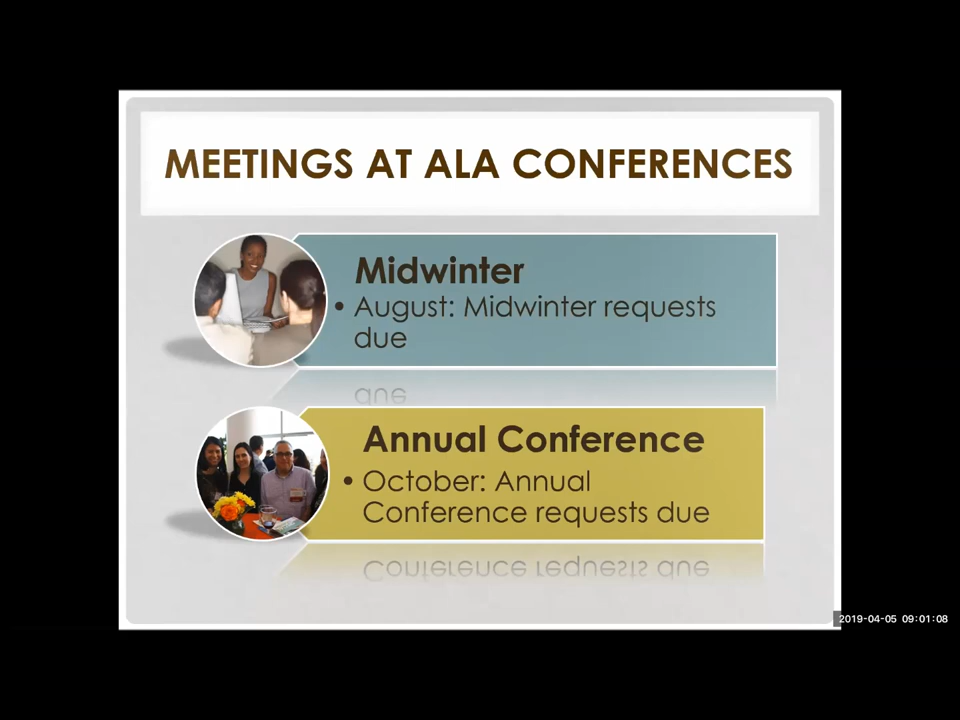 MEETINGS AT ALA CONFERENCES
Midwinter
• August: Midwinter requests
due
Annual Conference
• October: Annual
Conference requests due
2019-04-05 09:01:08